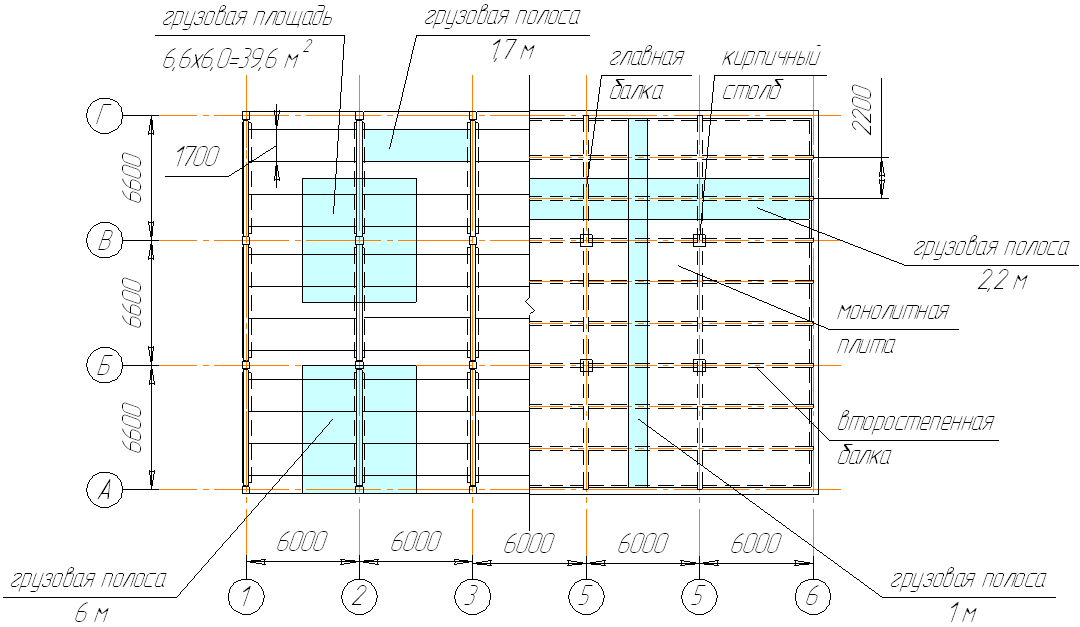 грузовая площадь
6,6х6,0=39,6 м²
грузовая полоса
1,7 м
главная
балка
кирпичный
столб
Г
2200
1700
6600
В
грузовая полоса
2,2 м
6600
монолитная
плита
Б
6600
второстепенная
балка
А
6000
6000
6000
6000
6000
грузовая полоса
6 м
1
2
3
5
5
6
грузовая полоса
1 м